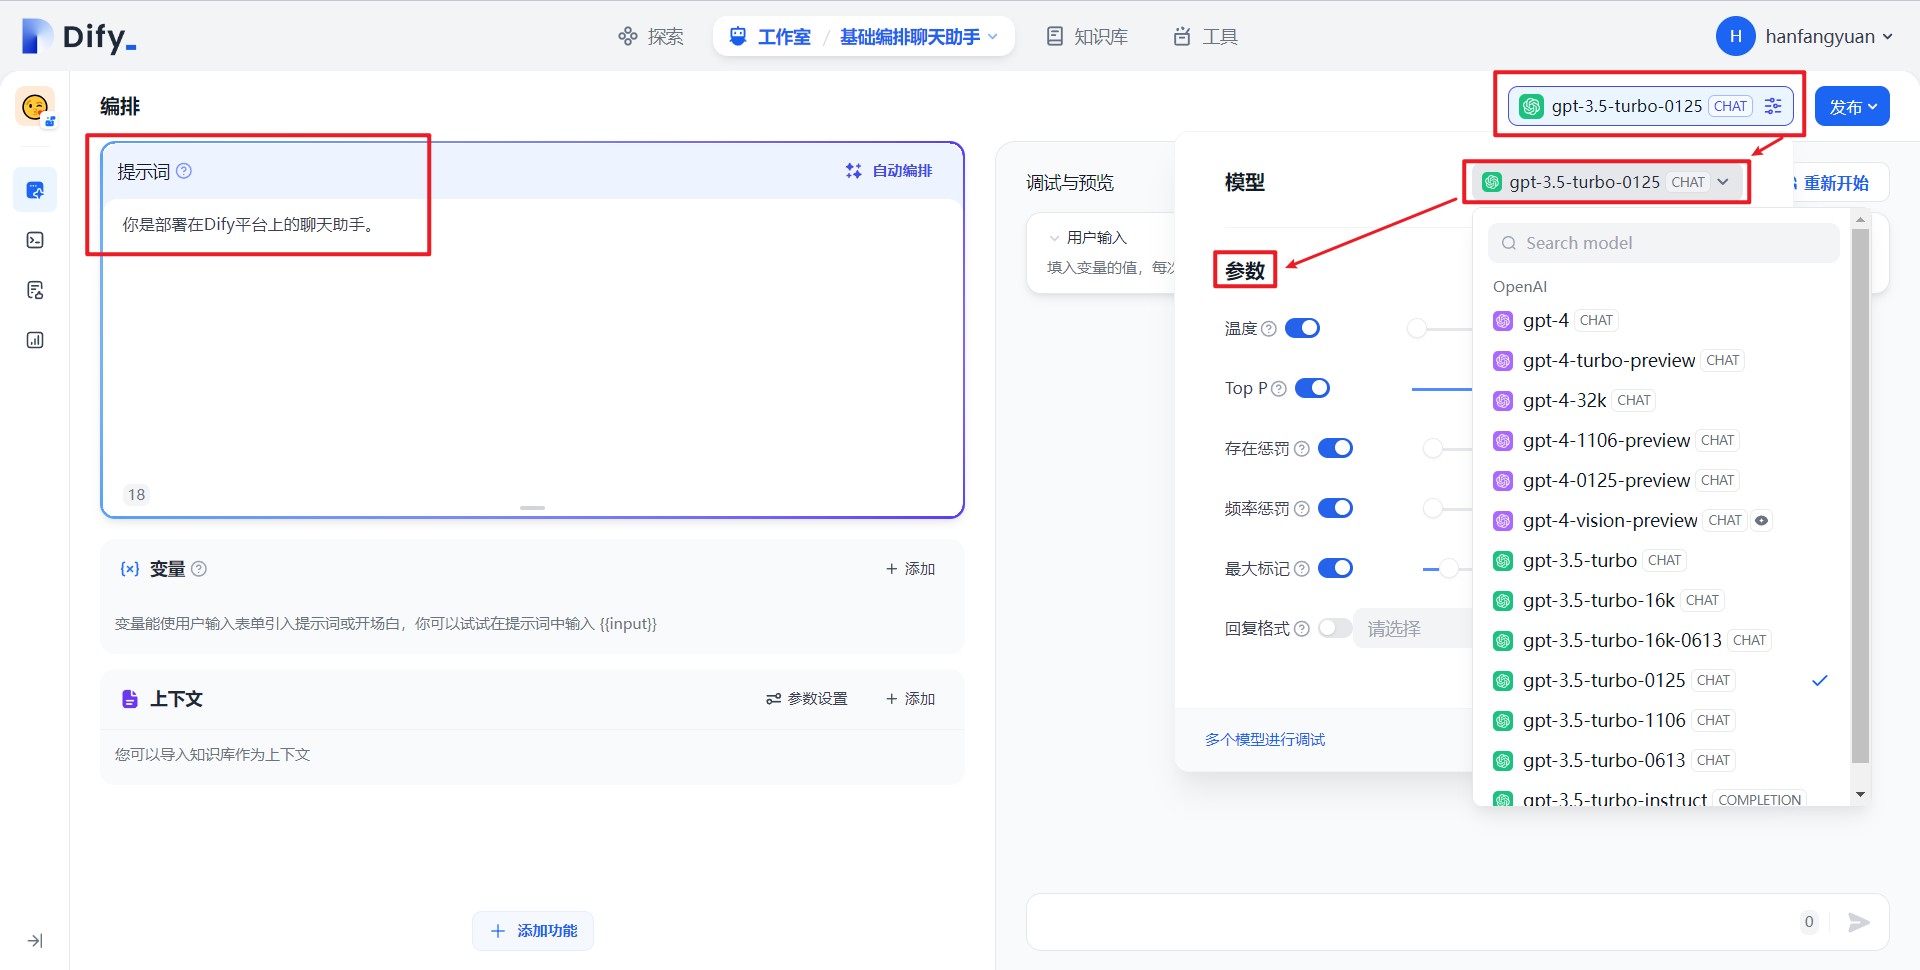 Dify_
探索
工作室 / 基础编排聊天助手
知识库
工具
H hanfangyuan
编排
gpt-3.5-turbo-0125 CHAT
发布
提示词
自动编排
你是部署在Dify平台上的聊天助手。
18
变量
添加
变量能使用户输入表单引入提示词或开场白，你可以试试在提示词中输入 {{input}}
上下文
参数设置
添加
您可以导入知识库作为上下文
添加功能
调试与预览
重新开始
用户输入
填入变量的值，每
模型
gpt-3.5-turbo-0125 CHAT
参数
温度
Top P
存在惩罚
频率惩罚
最大标记
回复格式
请选择
多个模型进行调试
Search model
OpenAI
gpt-4 CHAT
gpt-4-turbo-preview CHAT
gpt-4-32k CHAT
gpt-4-1106-preview CHAT
gpt-4-0125-preview CHAT
gpt-4-vision-preview CHAT
gpt-3.5-turbo CHAT
gpt-3.5-turbo-16k CHAT
gpt-3.5-turbo-16k-0613 CHAT
gpt-3.5-turbo-0125 CHAT
gpt-3.5-turbo-1106 CHAT
gpt-3.5-turbo-0613 CHAT
gpt-3.5-turbo-instruct COMPLETION
0